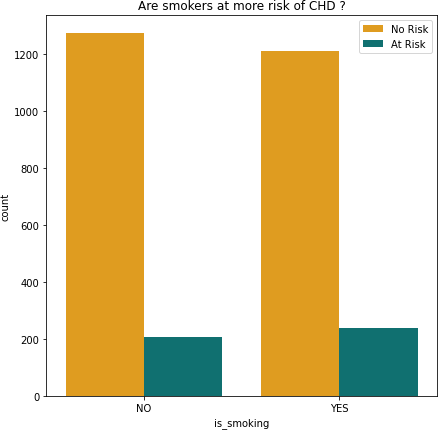 Are smokers at more risk of CHD ?
No Risk
At Risk
1200
1000
800
600
400
200
0
count
NO YES
is_smoking